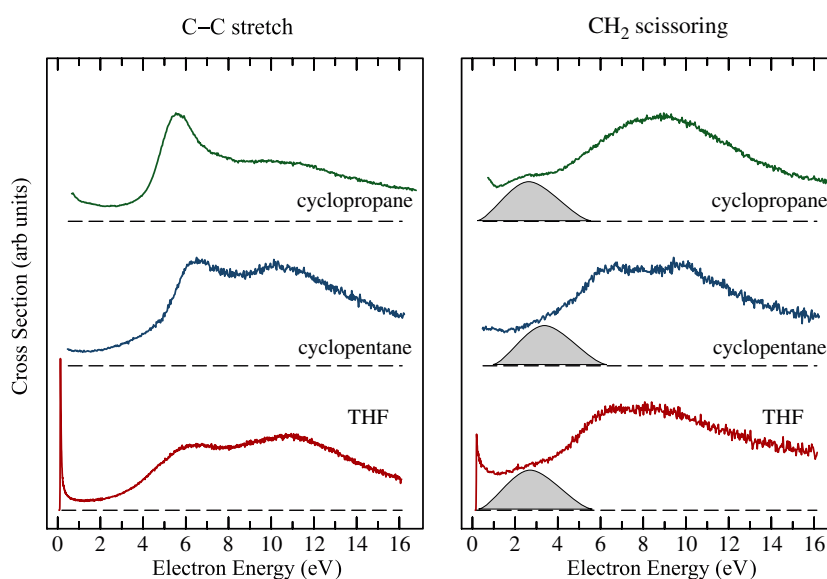 C–C stretch
CH₂ scissoring
Cross Section (arb units)
cyclopropane
cyclopentane
THF
0 2 4 6 8 10 12 14 16
Electron Energy (eV)
cyclopropane
cyclopentane
THF
0 2 4 6 8 10 12 14 16
Electron Energy (eV)